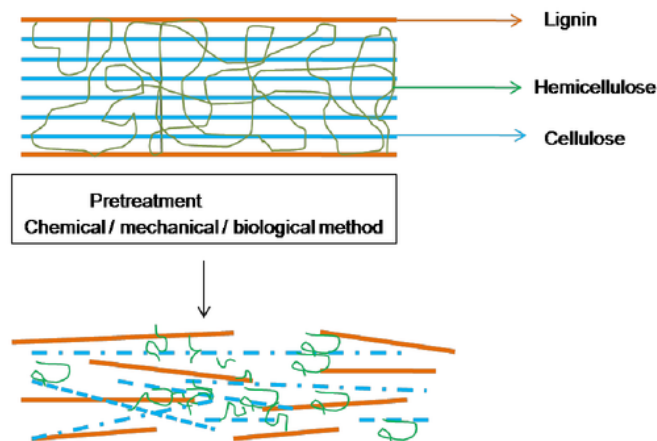 Lignin
Hemicellulose
Cellulose
Pretreatment
Chemical / mechanical / biological method